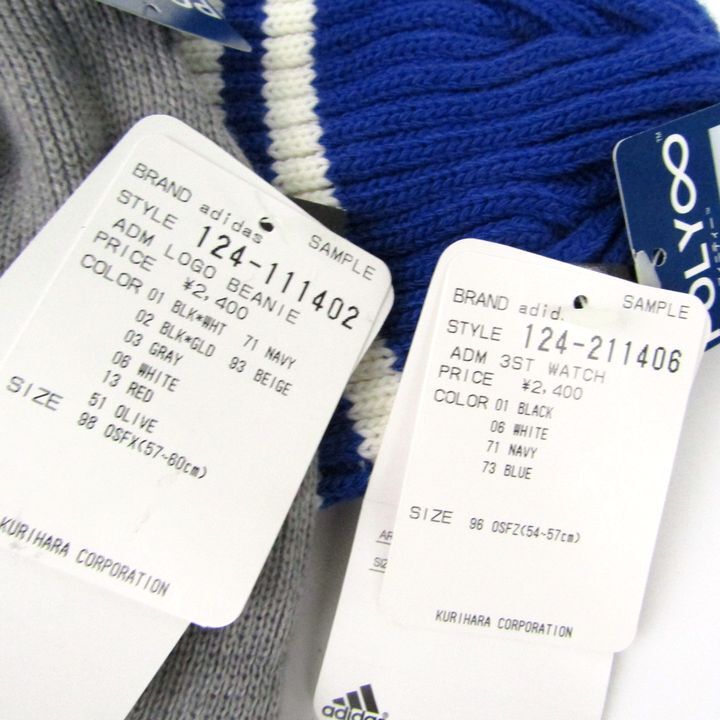 BRAND adidas SAMPLE
STYLE 124-111402
ADM LOGO BEANIE
PRICE ¥2,400
COLOR 01 BLK*WHT 71 NAVY
02 BLK*GLD 93 BEIGE
03 GRAY
06 WHITE
13 RED
51 OLIVE
SIZE 98 OSFX(57~60cm)
KURIHARA CORPORATION
BRAND adid. SAMPLE
STYLE 124-211406
ADM 3ST WATCH
PRICE ¥2,400
COLOR 01 BLACK
06 WHITE
71 NAVY
73 BLUE
SIZE 96 OSFZ(54~57cm)
KURIHARA CORPORATION
adidas